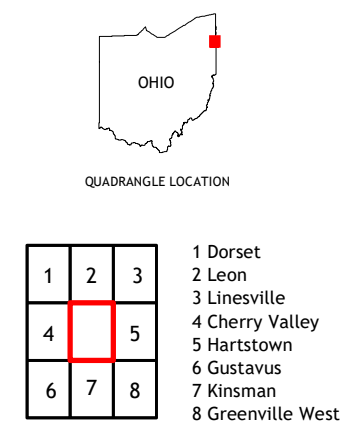 OHIO
QUADRANGLE LOCATION
1 2 3
4 5
6 7 8
1 Dorset
2 Leon
3 Linesville
4 Cherry Valley
5 Hartstown
6 Gustavus
7 Kinsman
8 Greenville West